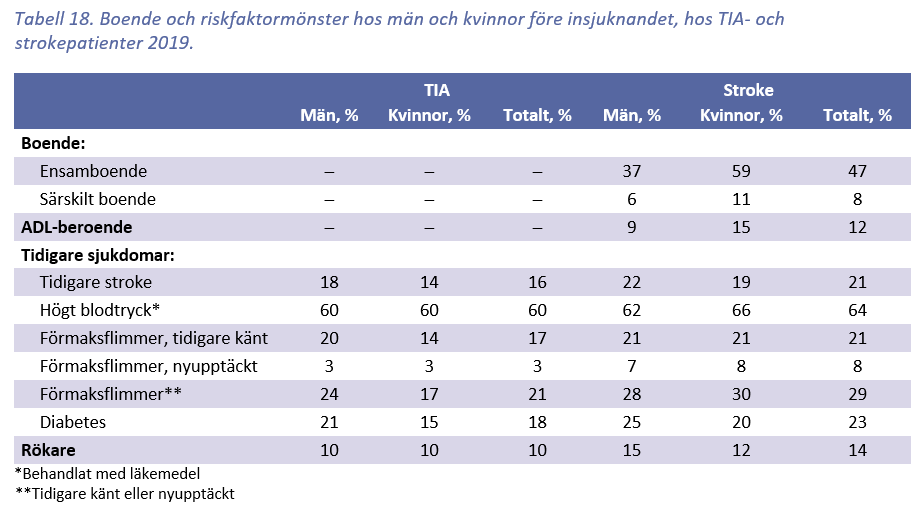 Tabell 18. Boende och riskfaktormönster hos män och kvinnor före insjuknandet, hos TIA- och
strokepatienter 2019.
TIA Stroke
Män, % Kvinnor, % Totalt, % Män, % Kvinnor, % Totalt, %
Boende:
Ensamboende – – – 37 59 47
Särskilt boende – – – 6 11 8
ADL-beroende – – – 9 15 12
Tidigare sjukdomar:
Tidigare stroke 18 14 16 22 19 21
Högt blodtryck* 60 60 60 62 66 64
Förmaksflimmer, tidigare känt 20 14 17 21 21 21
Förmaksflimmer, nyupptäckt 3 3 3 7 8 8
Förmaksflimmer** 24 17 21 28 30 29
Diabetes 21 15 18 25 20 23
Rökare 10 10 10 15 12 14
*Behandlat med läkemedel
**Tidigare känt eller nyupptäckt